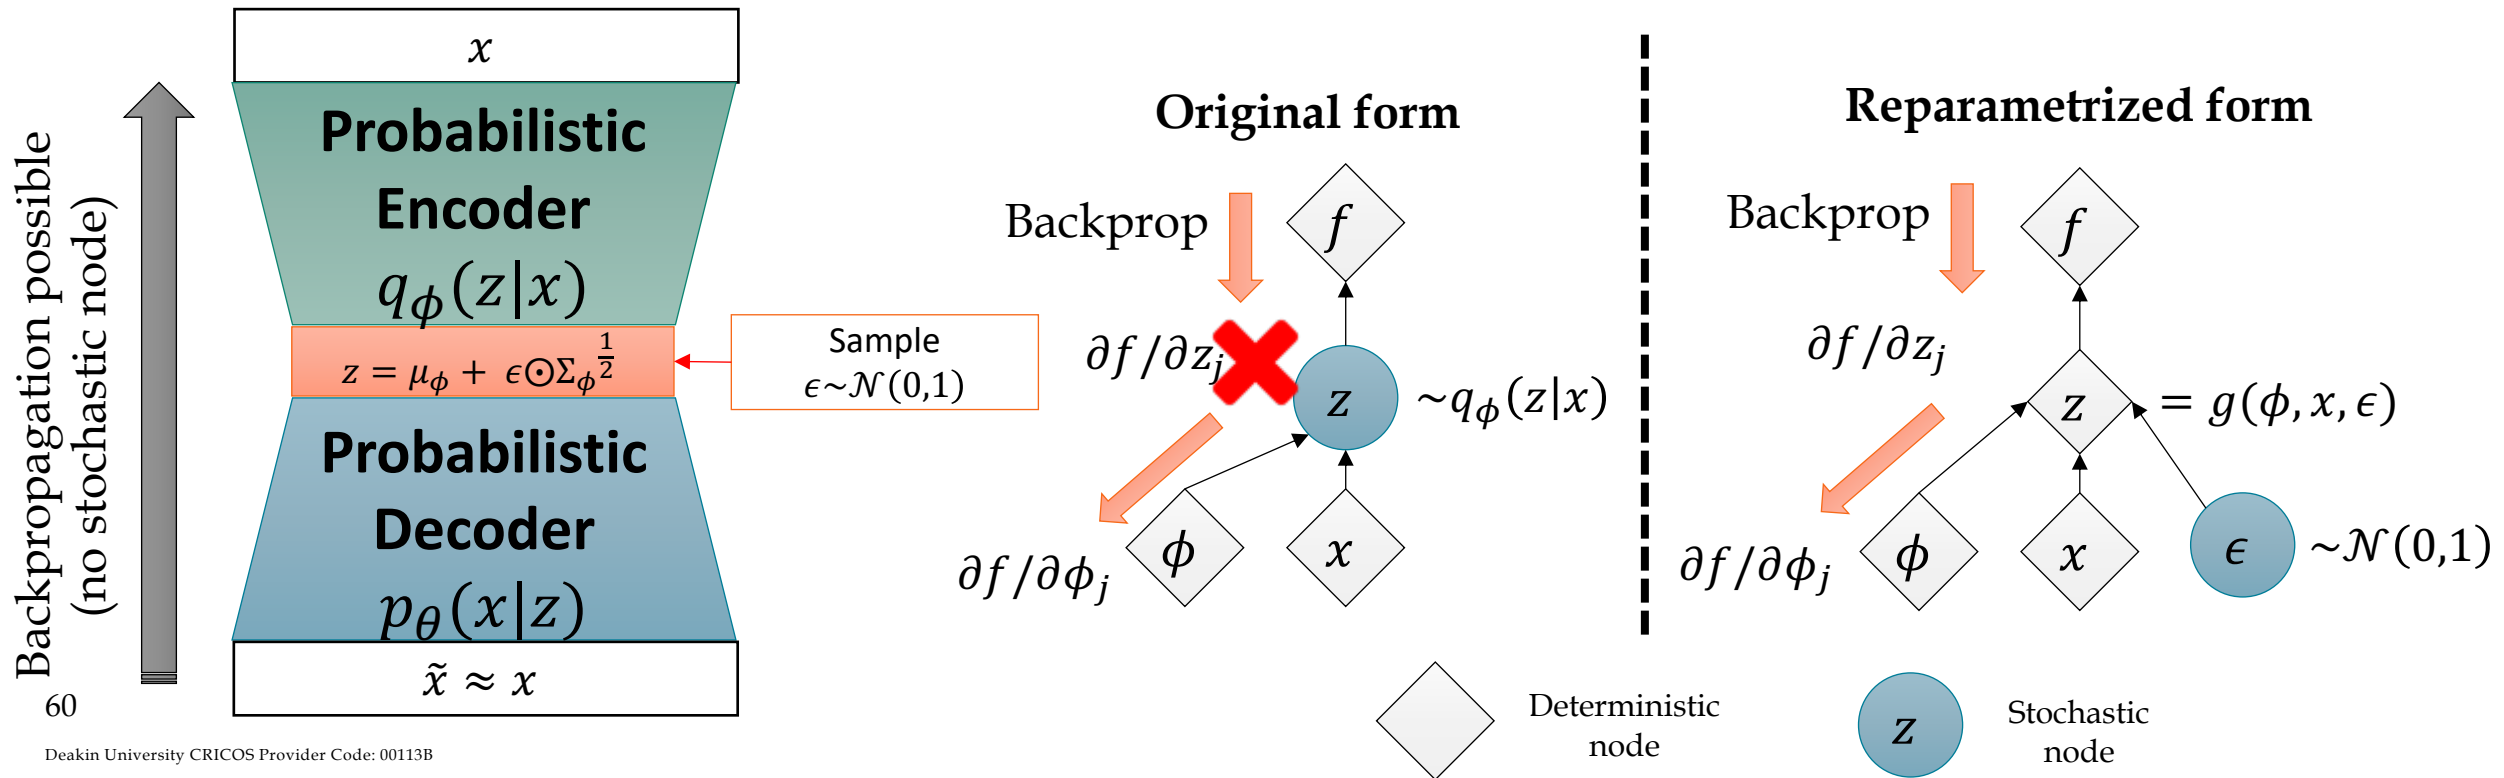 Backpropagation possible
(no stochastic node)
x
Probabilistic
Encoder
q_ϕ(z|x)
z = μ_ϕ + ϵ⊙Σ_ϕ^{1/2}
Sample
ϵ~𝒩(0,1)
Probabilistic
Decoder
p_θ(x|z)
x̃ ≈ x
Original form
Backprop
f
∂f/∂z_j
z
~q_ϕ(z|x)
∂f/∂ϕ_j
ϕ
x
Reparametrized form
Backprop
f
∂f/∂z_j
z
= g(ϕ, x, ϵ)
∂f/∂ϕ_j
ϕ
x
ϵ
~𝒩(0,1)
Deterministic
node
z
Stochastic
node
60
Deakin University CRICOS Provider Code: 00113B